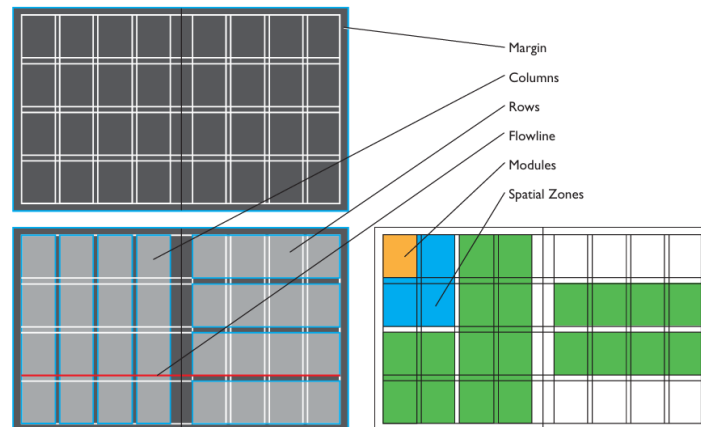 Margin
Columns
Rows
Flowline
Modules
Spatial Zones